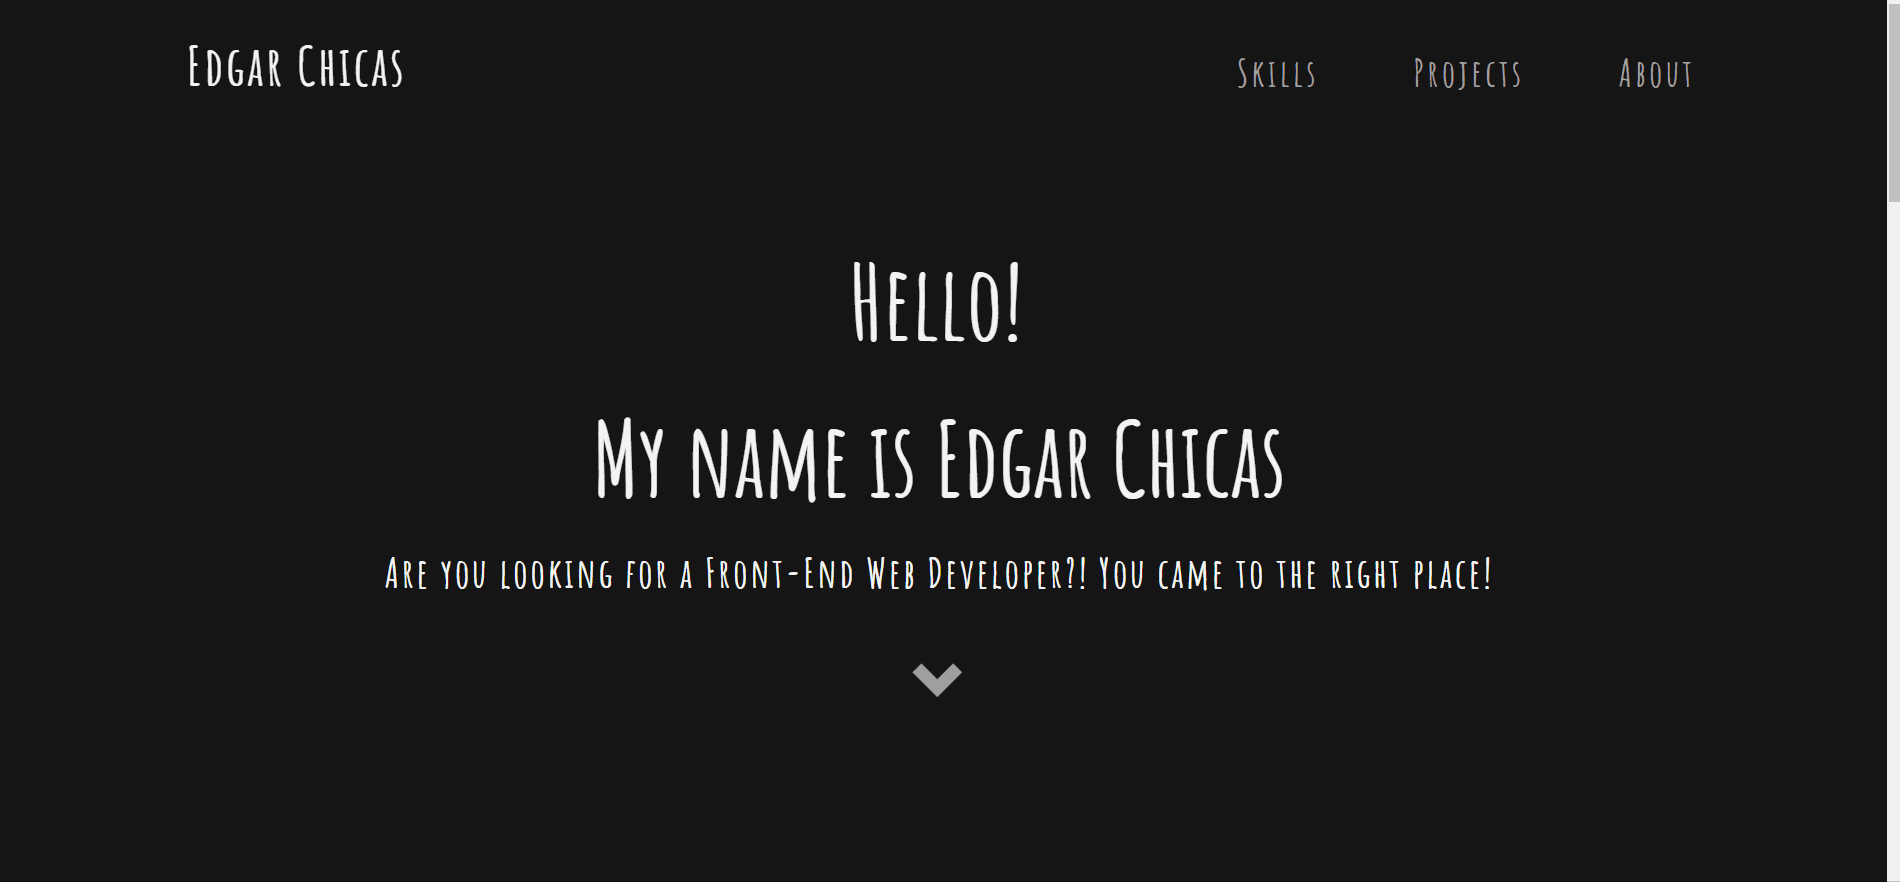 Edgar Chicas
Skills Projects About
Hello!
My name is Edgar Chicas
Are you looking for a Front-End Web Developer?! You came to the right place!